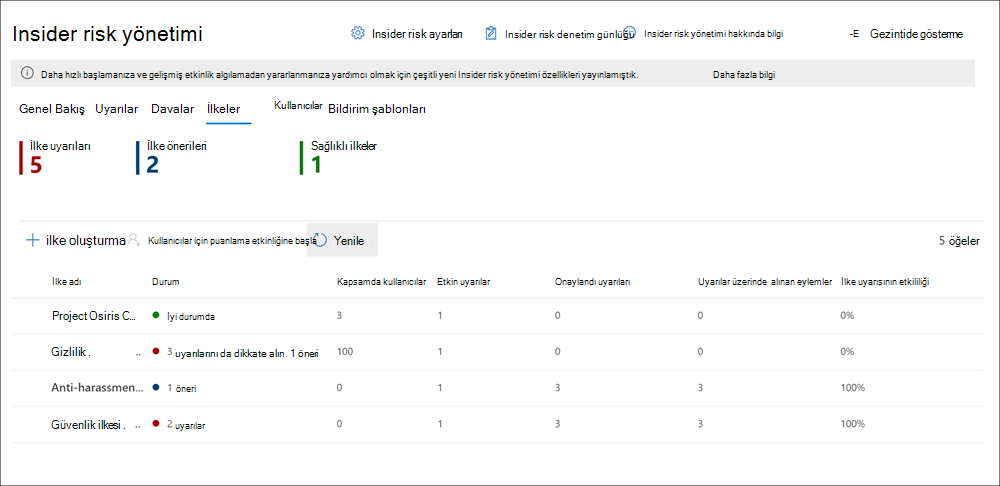 Insider risk yönetimi
Insider risk ayarları Insider risk denetim günlüğü Insider risk yönetimi hakkında bilgi -E Gezintide gösterme
Daha hızlı başlamanıza ve gelişmiş etkinlik algılamadan yararlanmanıza yardımcı olmak için çeşitli yeni Insider risk yönetimi özellikleri yayınlamıştık. Daha fazla bilgi
Genel Bakış Uyarılar Davalar İlkeler Kullanıcılar Bildirim şablonları
İlke uyarıları İlke önerileri Sağlıklı ilkeler
5 2 1
ilke oluşturma Kullanıcılar için puanlama etkinliğine başla Yenile 5 öğeler
İlke adı Durum Kapsamda kullanıcılar Etkin uyarılar Onaylandı uyarıları Uyarılar üzerinde alınan eylemler İlke uyarısının etkililiği
Project Osiris C... İyi durumda 3 1 0 0 0%
Gizlilik . .. 3 uyarılarını da dikkate alın. 1 öneri 100 1 0 0 0%
Anti-harassmen... 1 öneri 0 1 3 3 100%
Güvenlik ilkesi . .. 2 uyarılar 0 1 3 3 100%